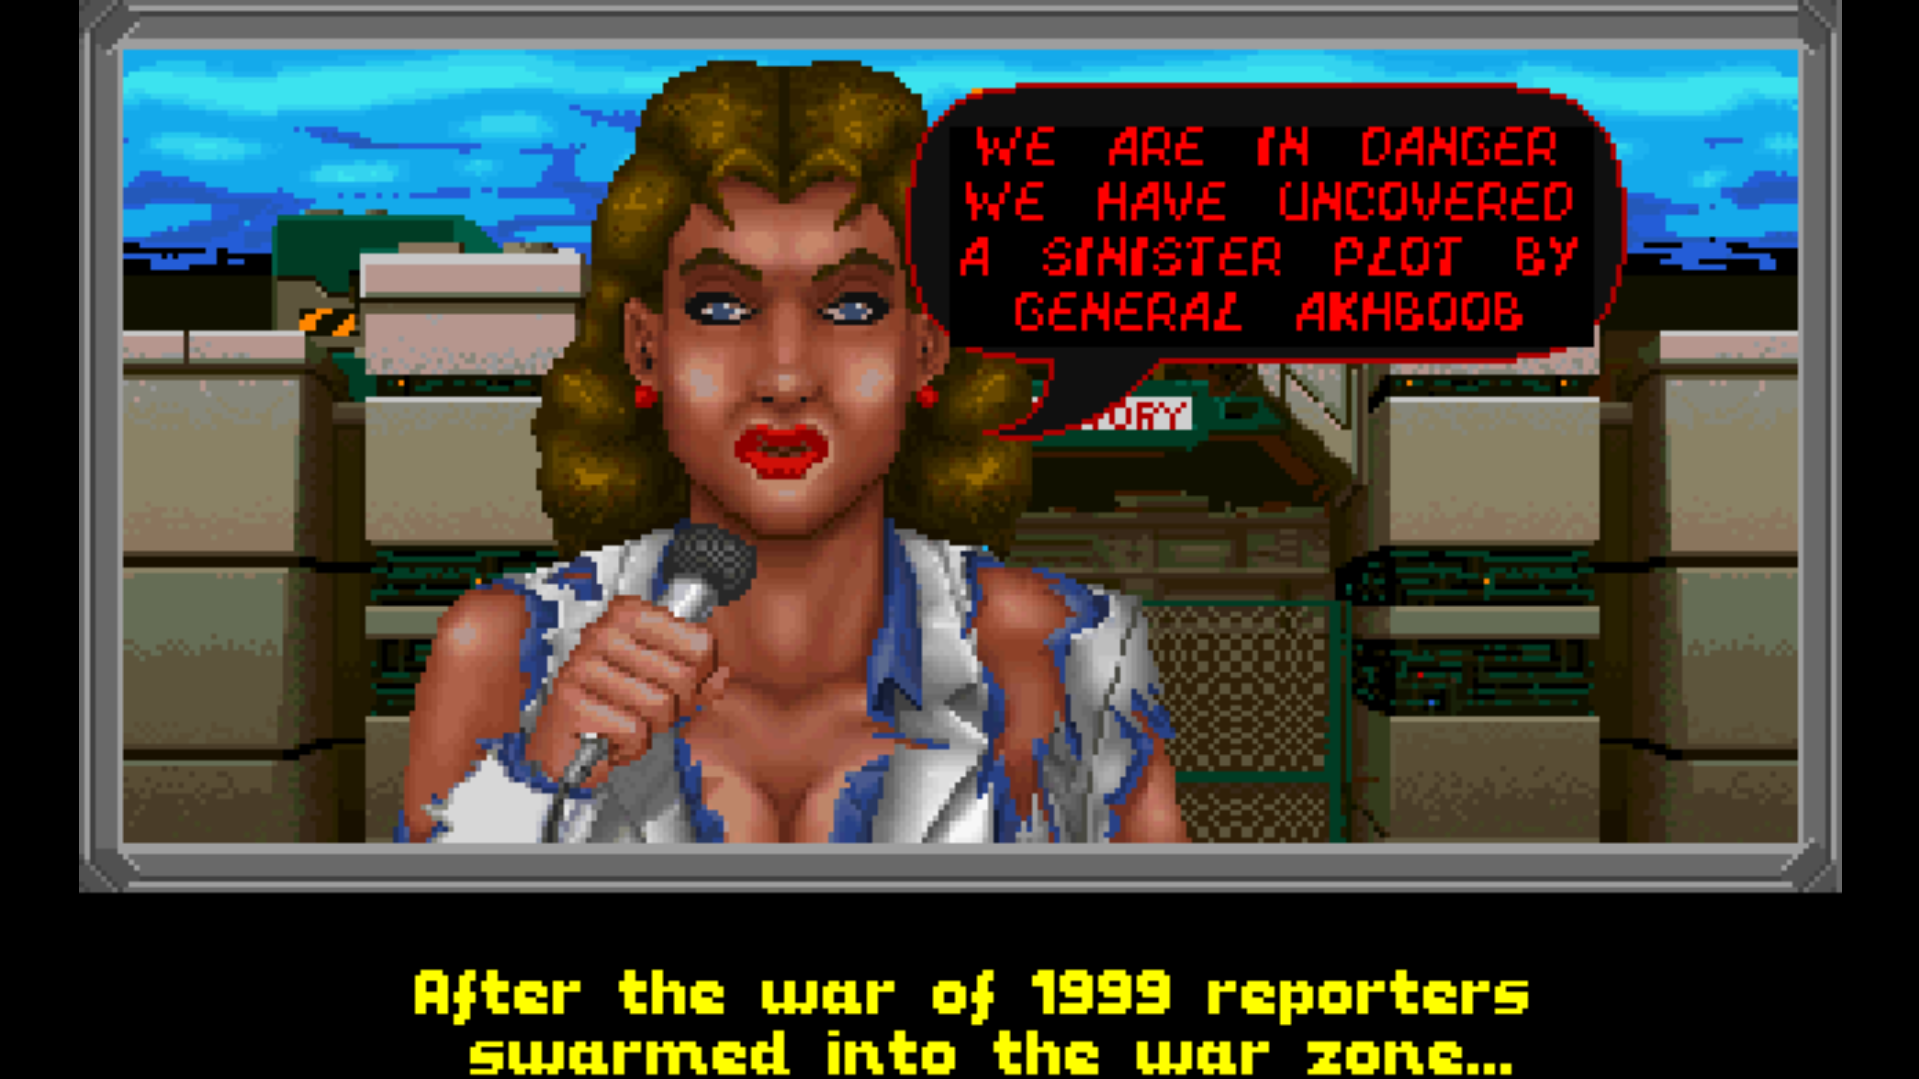 WE ARE IN DANGER
WE HAVE UNCOVERED
A SINISTER PLOT BY
GENERAL AKHBOOB
ORY
After the war of 1999 reporters
swarmed into the war zone...